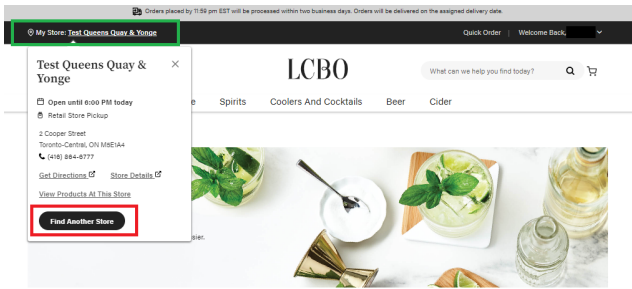 Orders placed by 11:59 pm EST will be processed within two business days. Orders will be delivered on the assigned delivery date.
My Store: Test Queens Quay & Yonge
Quick Order | Welcome Back,
Test Queens Quay &
Yonge
LCBO
What can we help you find today?
Open until 6:00 PM today
Retail Store Pickup
e Spirits Coolers And Cocktails Beer Cider
2 Cooper Street
Toronto-Central, ON M5E1A4
(416) 864-6777
Get Directions Store Details
View Products At This Store
Find Another Store
sier.